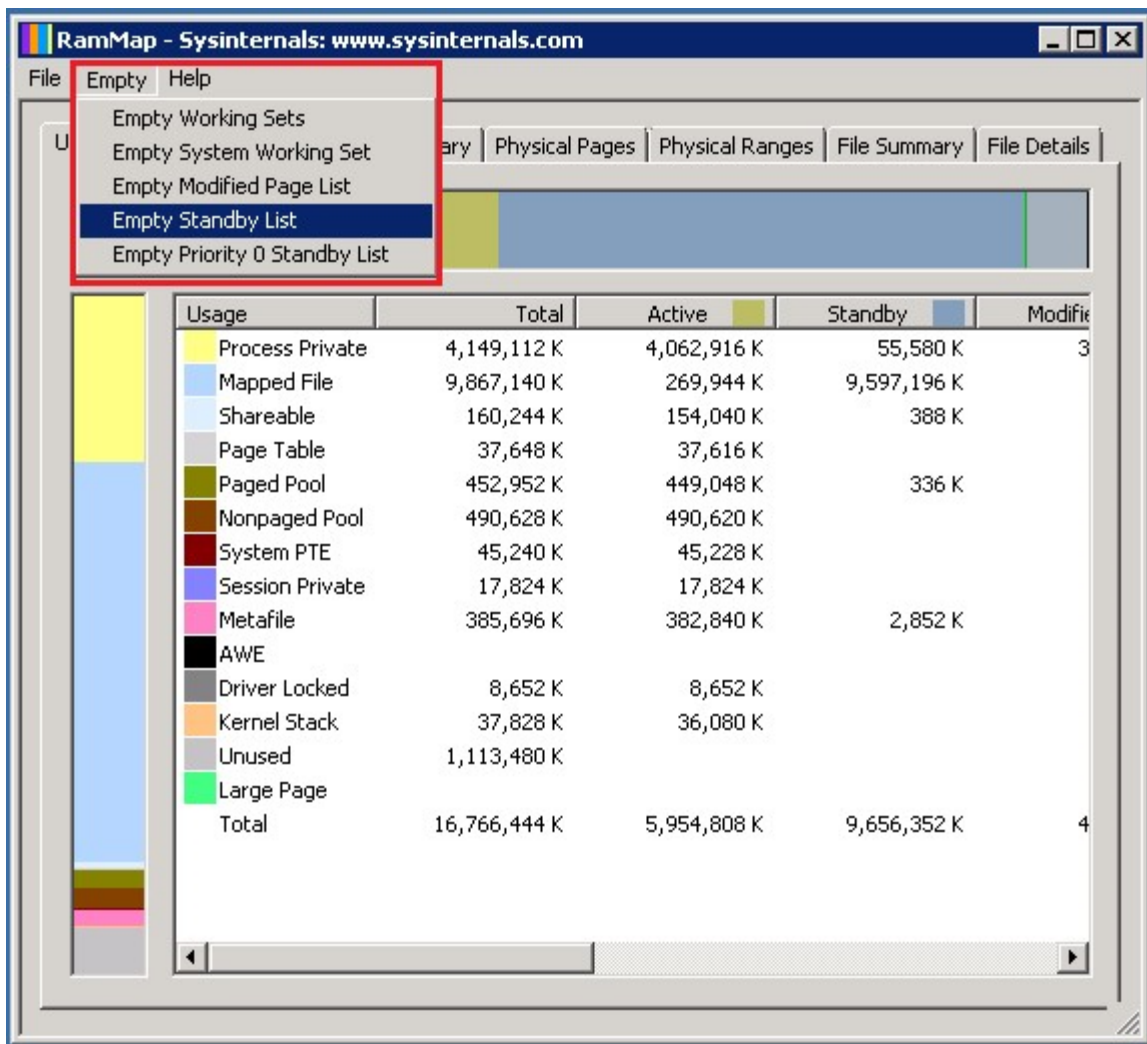 RamMap - Sysinternals: www.sysinternals.com
File Empty Help
Empty Working Sets
Empty System Working Set
Empty Modified Page List
Empty Standby List
Empty Priority 0 Standby List
Physical Pages Physical Ranges File Summary File Details
Usage Total Active Standby
Process Private 4,149,112 K 4,062,916 K 55,580 K 3
Mapped File 9,867,140 K 269,944 K 9,597,196 K
Shareable 160,244 K 154,040 K 388 K
Page Table 37,648 K 37,616 K
Paged Pool 452,952 K 449,048 K 336 K
Nonpaged Pool 490,628 K 490,620 K
System PTE 45,240 K 45,228 K
Session Private 17,824 K 17,824 K
Metafile 385,696 K 382,840 K 2,852 K
AWE
Driver Locked 8,652 K 8,652 K
Kernel Stack 37,828 K 36,080 K
Unused 1,113,480 K
Large Page
Total 16,766,444 K 5,954,808 K 9,656,352 K 4